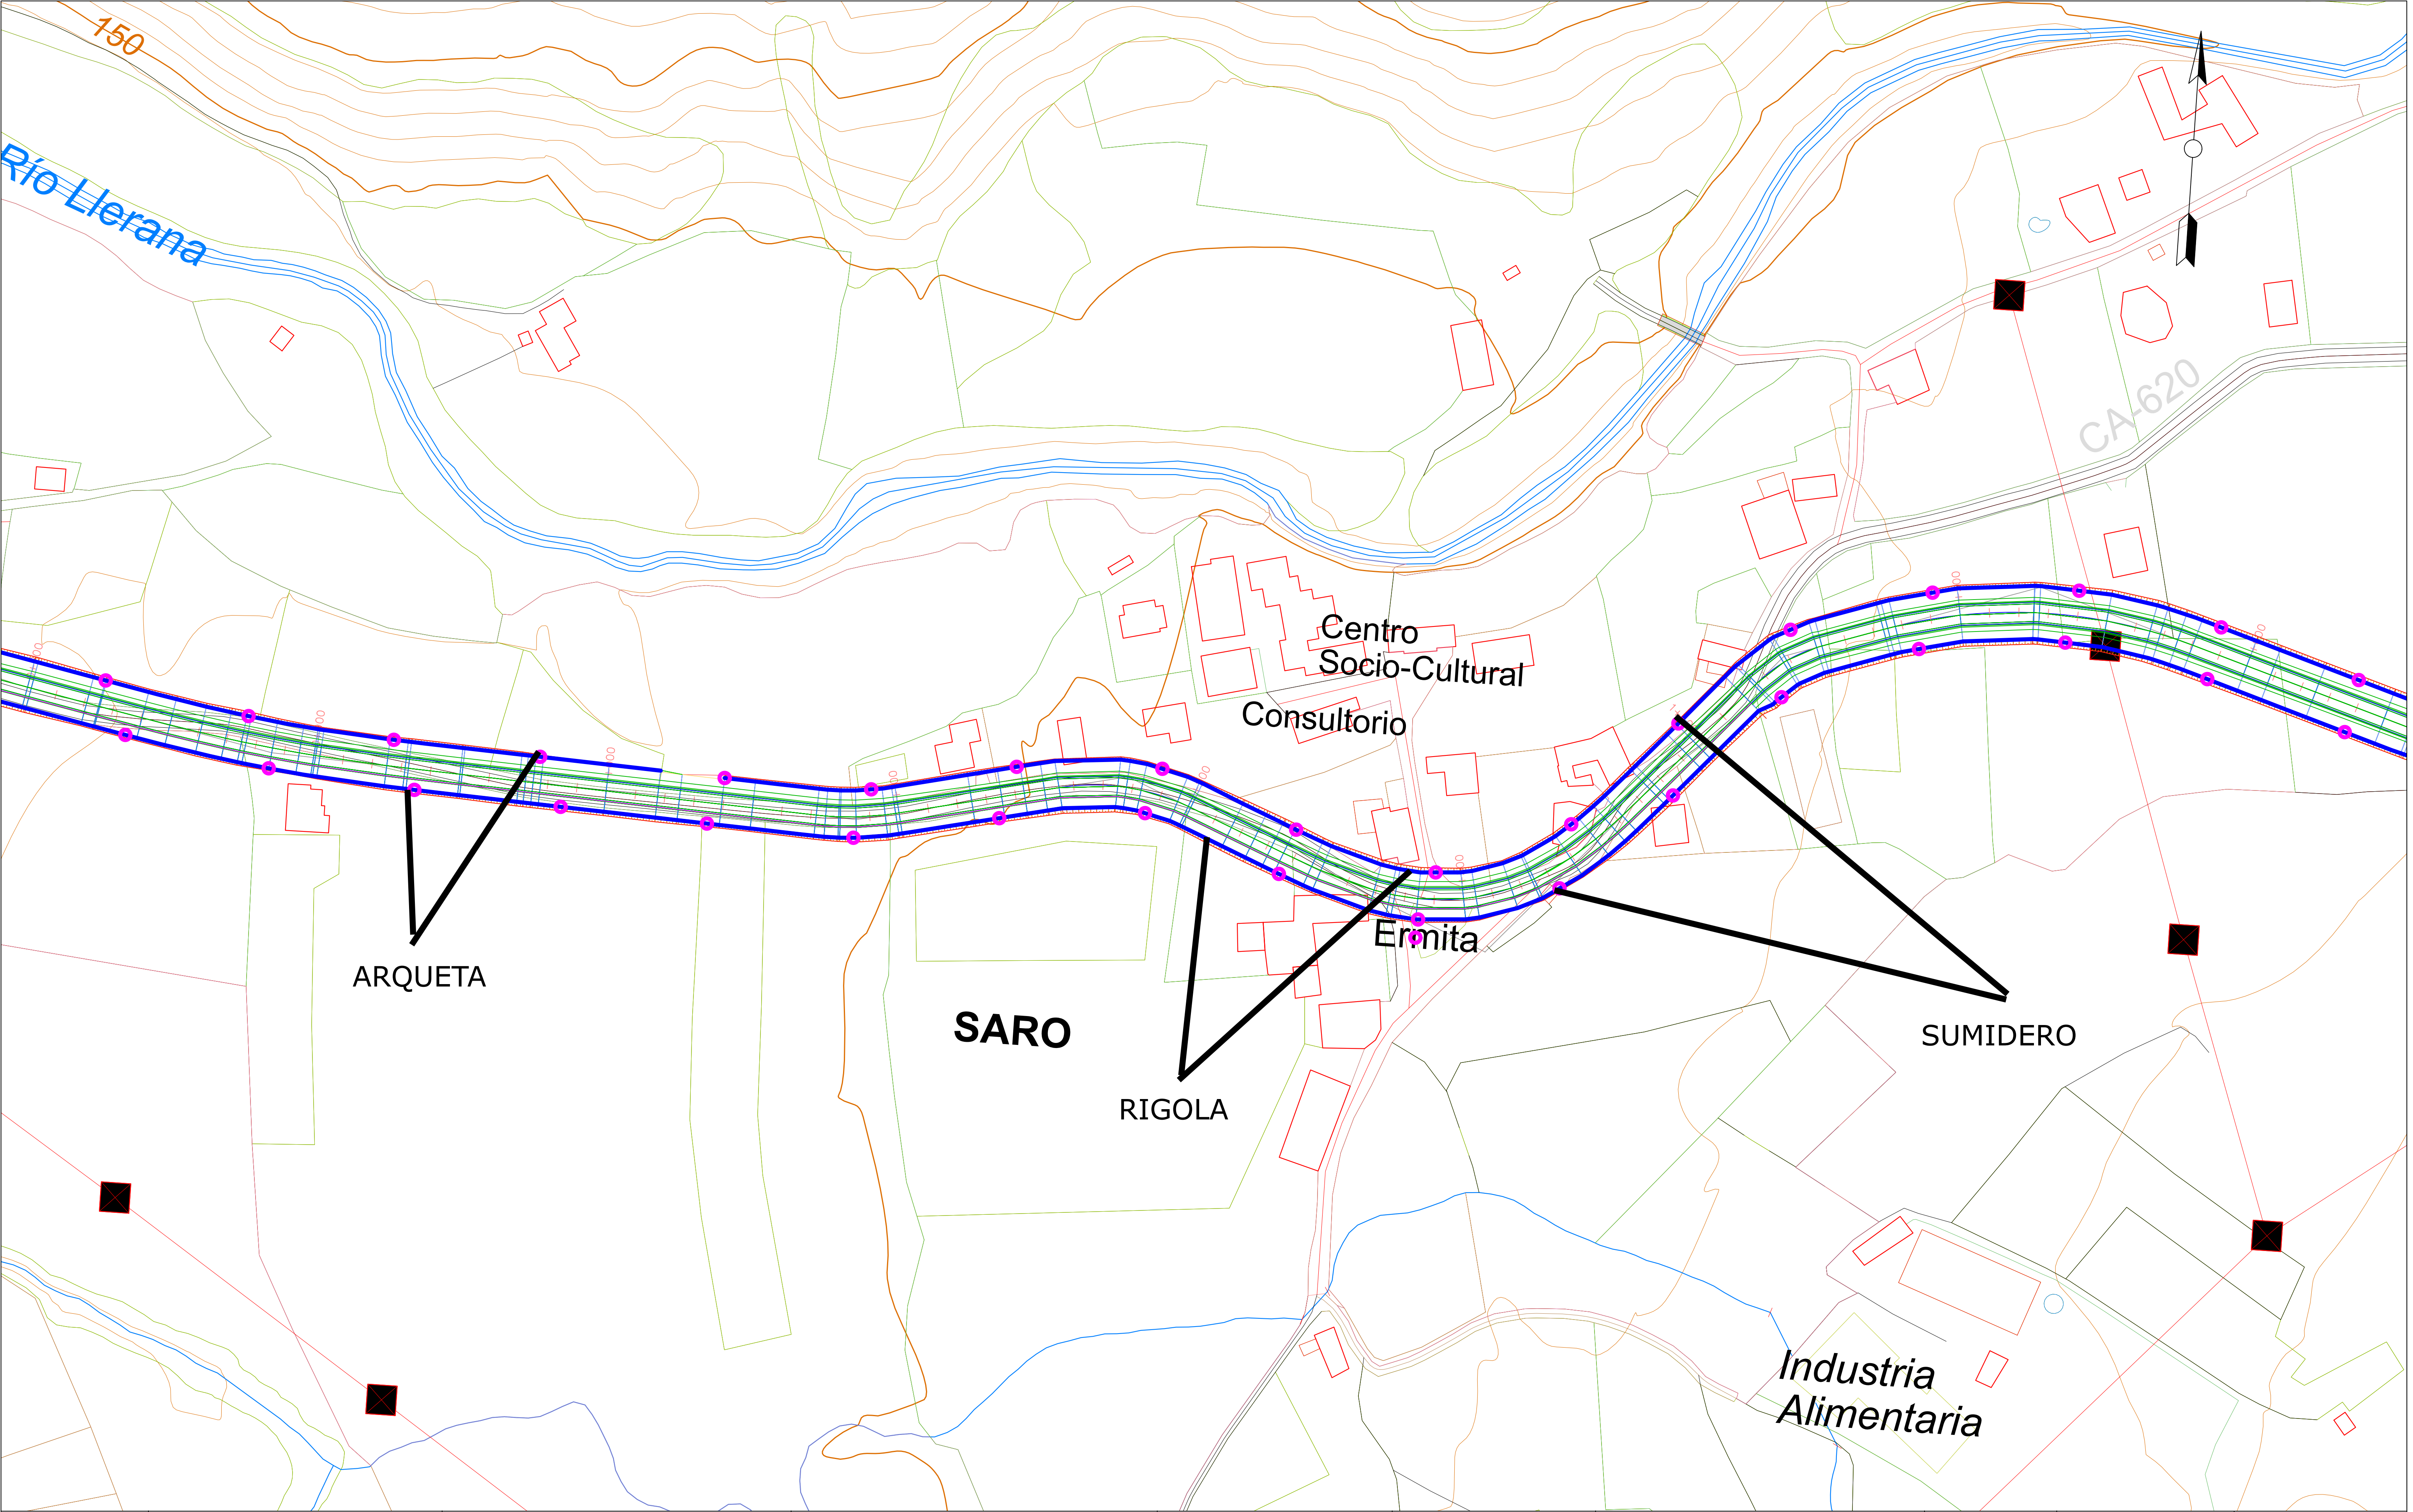 150
Río Llerana
CA-620
Centro
Socio-Cultural
Consultorio
Ermita
ARQUETA
SARO
SUMIDERO
RIGOLA
Industria
Alimentaria